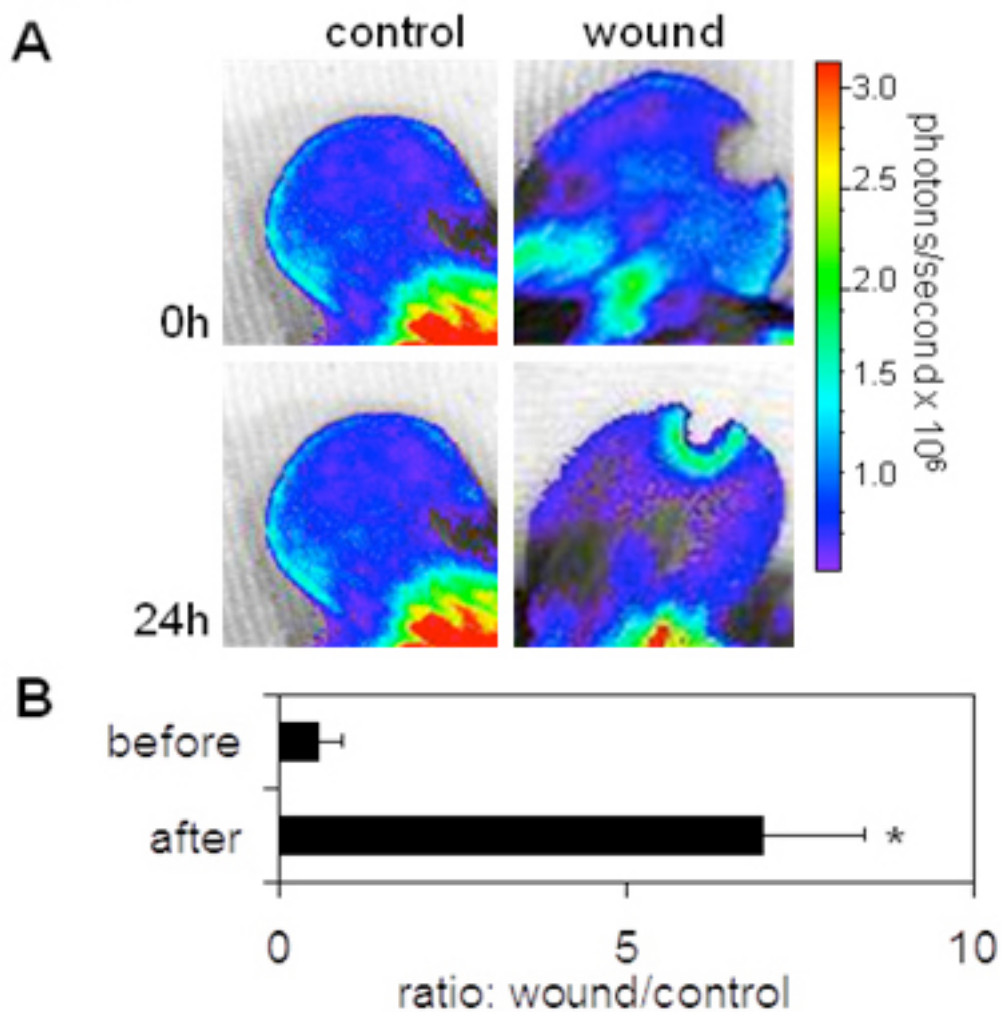 A
control wound
0h
24h
3.0
2.5
2.0
1.5
1.0
photons/second x 10⁶
B
before
after
*
0 5 10
ratio: wound/control